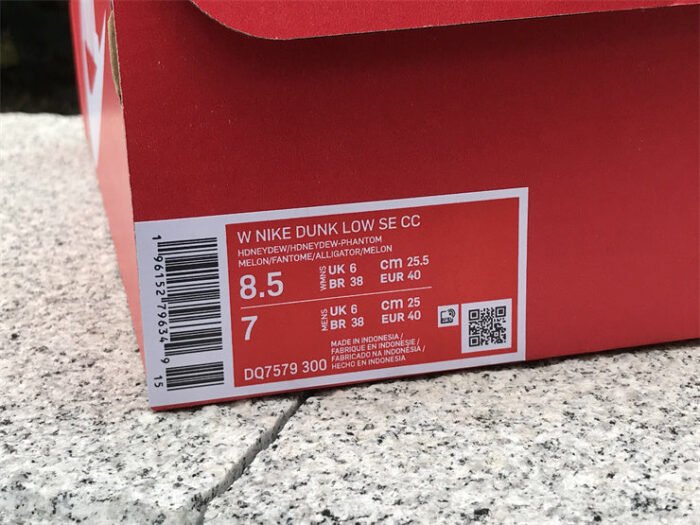 W NIKE DUNK LOW SE CC
HDNEYDEW/HDNEYDEW-PHANTOM
MELON/FANTOME/ALLIGATOR/MELON
8.5 WMNS UK 6 cm 25.5
BR 38 EUR 40
7 MENS UK 6 cm 25
BR 38 EUR 40
MADE IN INDONESIA /
FABRIQUE EN INDONESIE /
FABRICADO NA INDONÉSIA /
DQ7579 300 HECHO EN INDONESIA
1 96152 79634 9
15